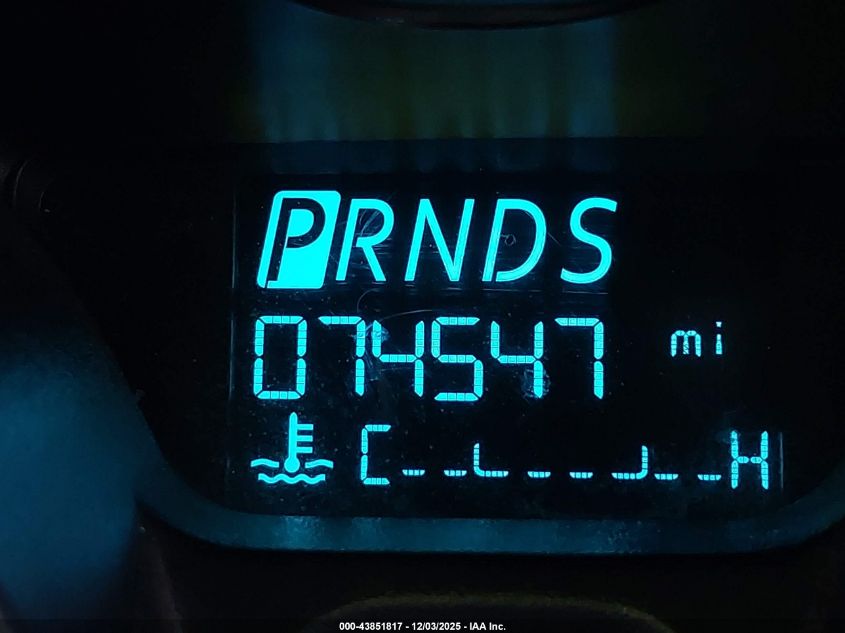 PRNDS
074547 mi
C H
000-43851817 - 12/03/2025 - IAA Inc.